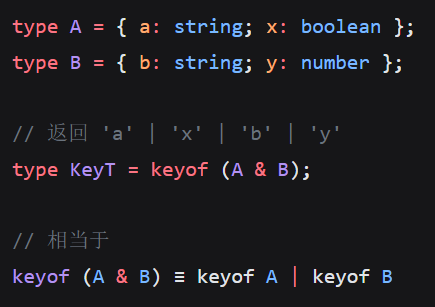 type A = { a: string; x: boolean };
type B = { b: string; y: number };
// 返回 'a' | 'x' | 'b' | 'y'
type KeyT = keyof (A & B);
// 相当于
keyof (A & B) ≡ keyof A | keyof B